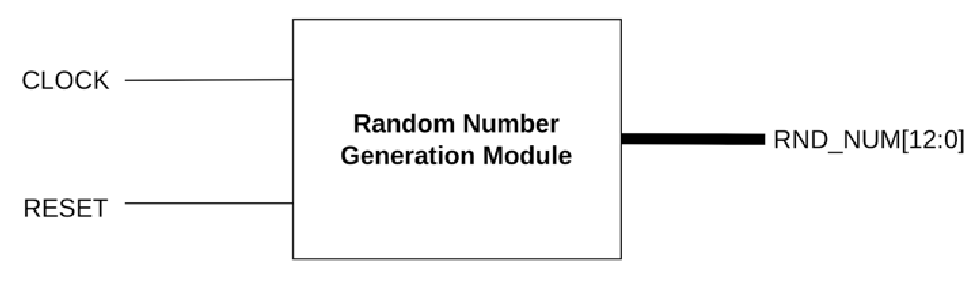 CLOCK
Random Number
Generation Module
RND_NUM[12:0]
RESET